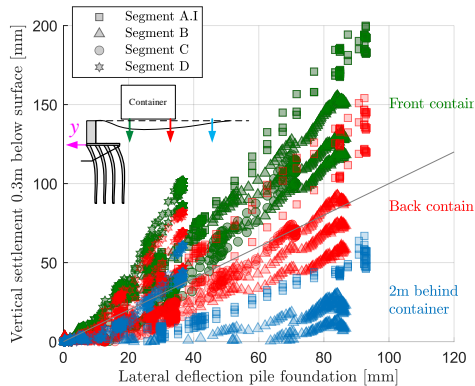 Segment A.I
Segment B
Segment C
Segment D
Container
y
Front contain
Back contain
2m behind
container
Vertical settlement 0.3m below surface [mm]
200
150
100
50
0
0
20
40
60
80
100
120
Lateral deflection pile foundation [mm]